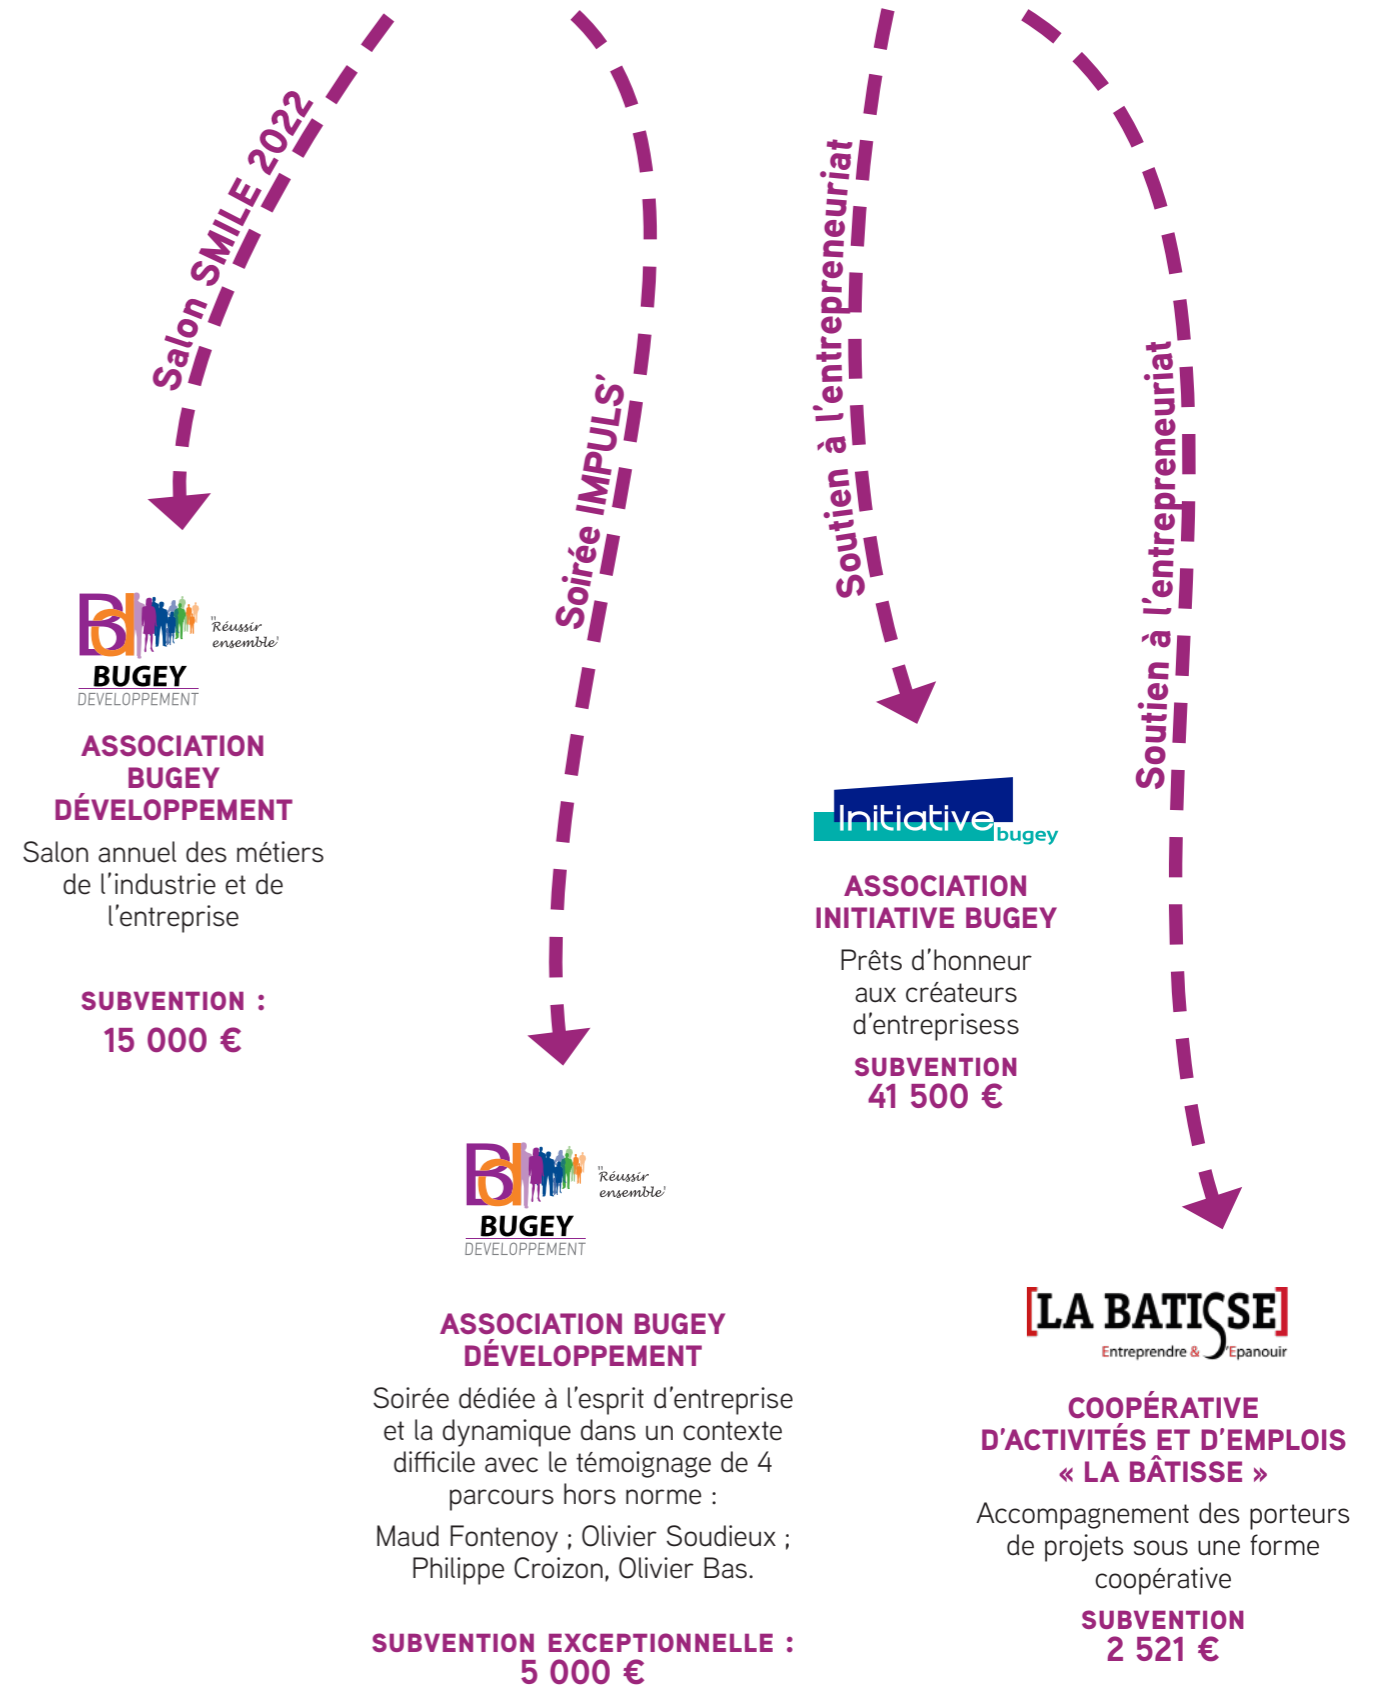 Salon SMILE 2022
Soirée IMPULS'
Soutien à l'entrepreneuriat
Soutien à l'entrepreneuriat
Bd
"Réussir
ensemble"
BUGEY
DEVELOPPEMENT
ASSOCIATION
BUGEY
DÉVELOPPEMENT
Salon annuel des métiers
de l'industrie et de
l'entreprise
SUBVENTION :
15 000 €
Initiative
bugey
ASSOCIATION
INITIATIVE BUGEY
Prêts d'honneur
aux créateurs
d'entreprisess
SUBVENTION
41 500 €
Bd
"Réussir
ensemble"
BUGEY
DEVELOPPEMENT
ASSOCIATION BUGEY
DÉVELOPPEMENT
Soirée dédiée à l'esprit d'entreprise
et la dynamique dans un contexte
difficile avec le témoignage de 4
parcours hors norme :
Maud Fontenoy ; Olivier Soudieux ;
Philippe Croizon, Olivier Bas.
SUBVENTION EXCEPTIONNELLE :
5 000 €
[LA BATISSE]
Entreprendre & S'Epanouir
COOPÉRATIVE
D'ACTIVITÉS ET D'EMPLOIS
« LA BÂTISSE »
Accompagnement des porteurs
de projets sous une forme
coopérative
SUBVENTION
2 521 €